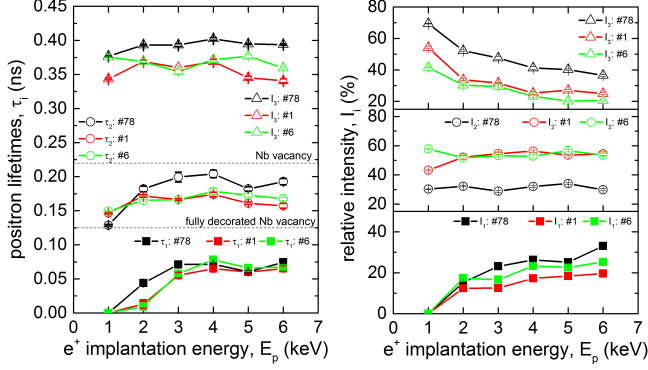 positron lifetimes, τi (ns)
0.45
0.40
0.35
0.30
0.25
0.20
0.15
0.10
0.05
0.00
I3: #78
I3: #1
I3: #6
τ2: #78
τ2: #1
τ2: #6
Nb vacancy
fully decorated Nb vacancy
τ1: #78 τ1: #1 τ1: #6
0 1 2 3 4 5 6 7
e+ implantation energy, Ep (keV)
relative intensity, Ii (%)
80
60
40
20
I3: #78
I3: #1
I3: #6
80
60
40
I2: #78 I2: #1 I2: #6
40
20
0
I1: #78 I1: #1 I1: #6
0 1 2 3 4 5 6 7
e+ implantation energy, Ep (keV)